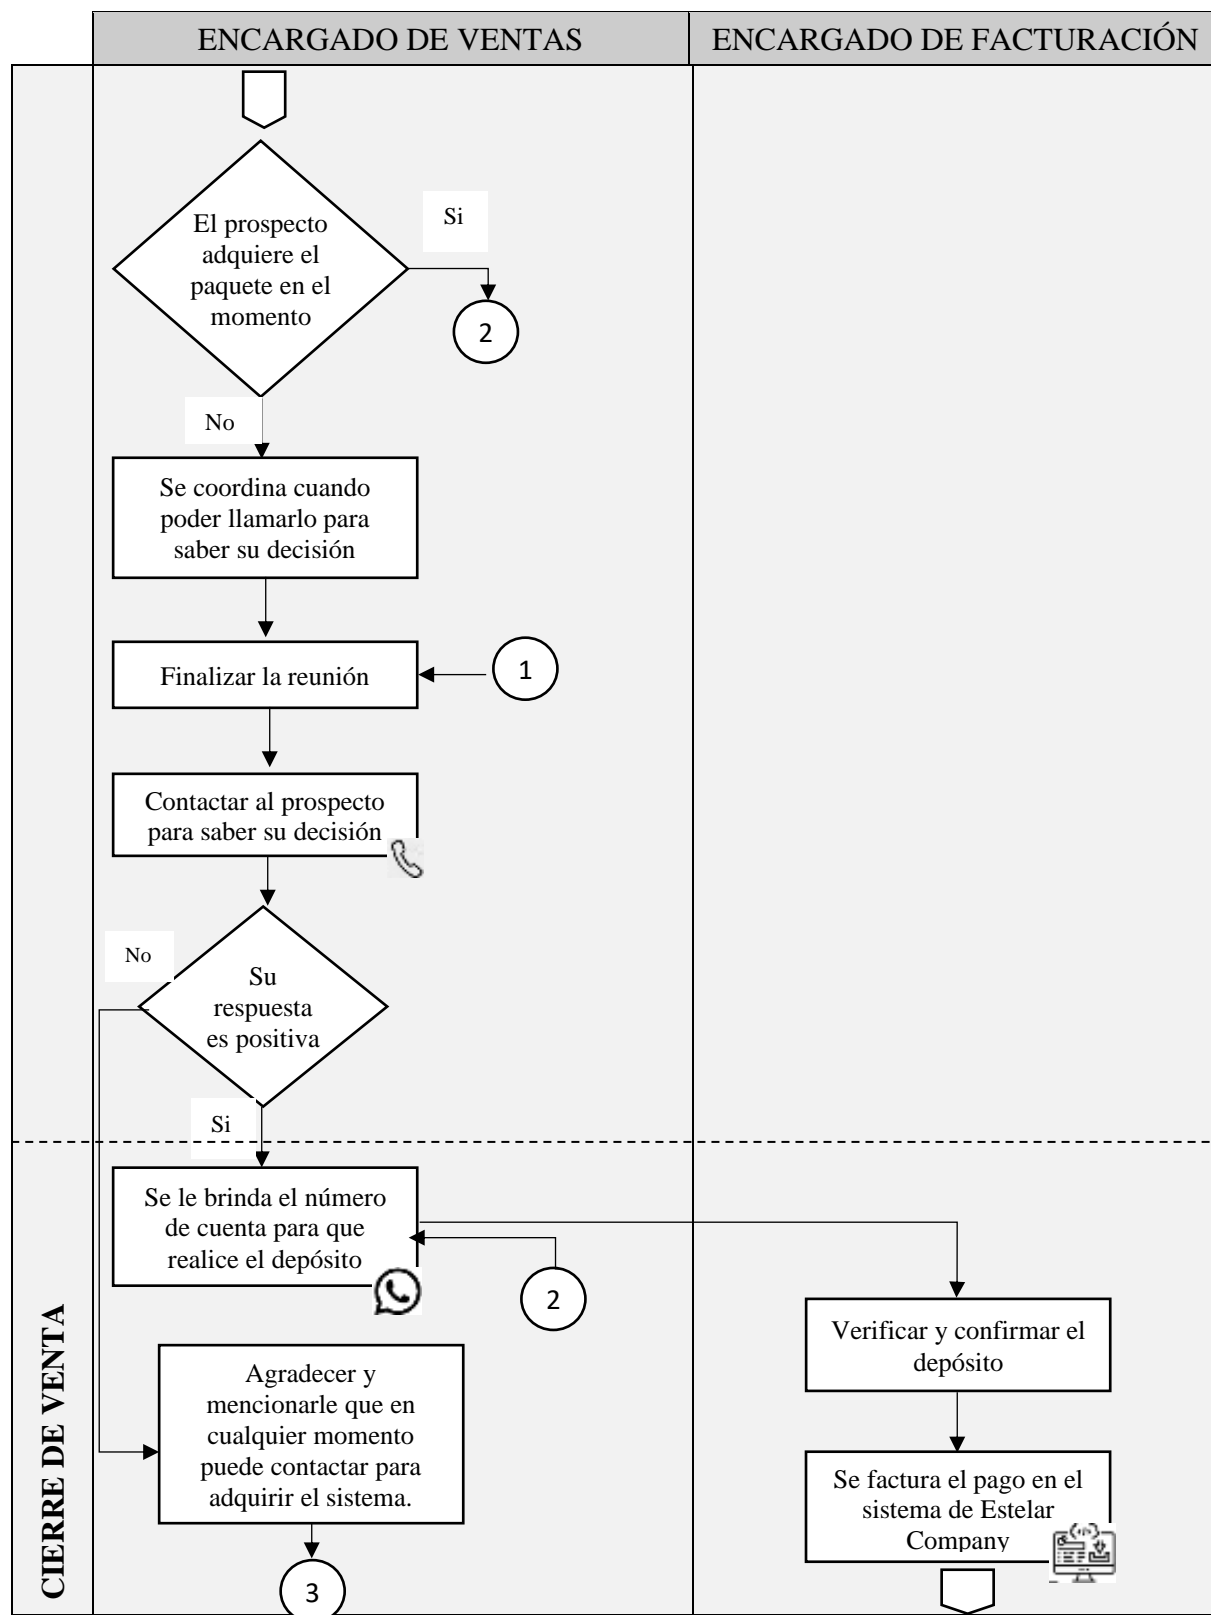 ENCARGADO DE VENTAS
ENCARGADO DE FACTURACIÓN
El prospecto
adquiere el
paquete en el
momento
Si
2
No
Se coordina cuando
poder llamarlo para
saber su decisión
Finalizar la reunión
1
Contactar al prospecto
para saber su decisión
No
Su
respuesta
es positiva
Si
CIERRE DE VENTA
Se le brinda el número
de cuenta para que
realice el depósito
2
Verificar y confirmar el
depósito
Agradecer y
mencionarle que en
cualquier momento
puede contactar para
adquirir el sistema.
Se factura el pago en el
sistema de Estelar
Company
3